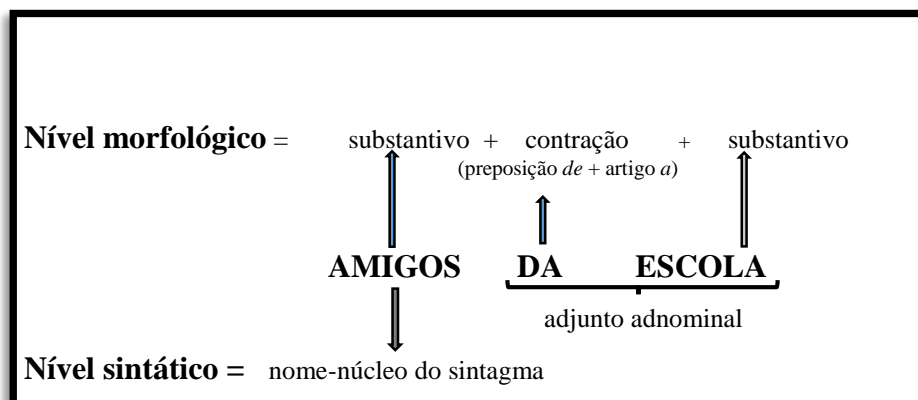 Nível morfológico = substantivo + contração + substantivo
(preposição de + artigo a)
AMIGOS DA ESCOLA
adjunto adnominal
Nível sintático = nome-núcleo do sintagma